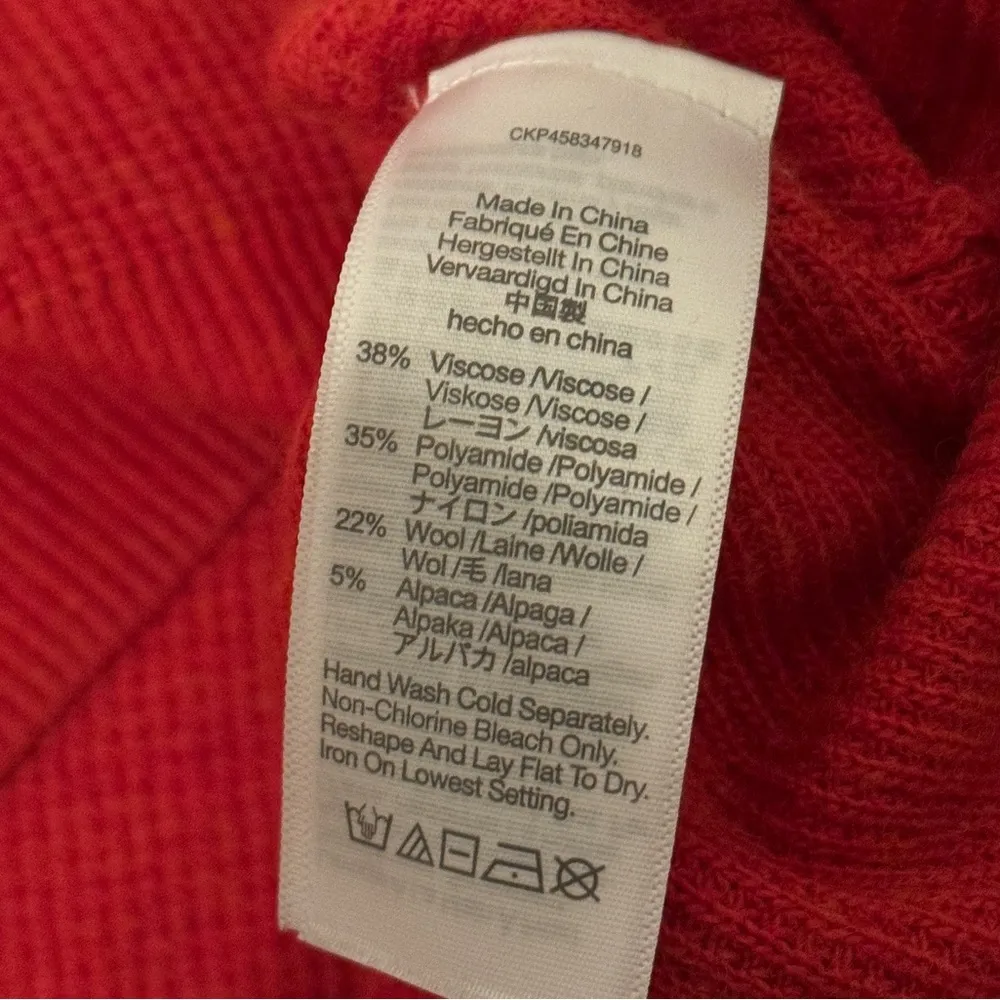 CKP458347918
Made In China
Fabriqué En Chine
Hergestellt In China
Vervaardigd In China
中国製
hecho en china
38% Viscose /Viscose /
Viskose /Viscose /
レーヨン /viscosa
35% Polyamide /Polyamide /
Polyamide /Polyamide /
ナイロン /poliamida
22% Wool /Laine /Wolle /
Wol /毛 /lana
5% Alpaca /Alpaga /
Alpaka /Alpaca /
アルパカ /alpaca
Hand Wash Cold Separately.
Non-Chlorine Bleach Only.
Reshape And Lay Flat To Dry.
Iron On Lowest Setting.